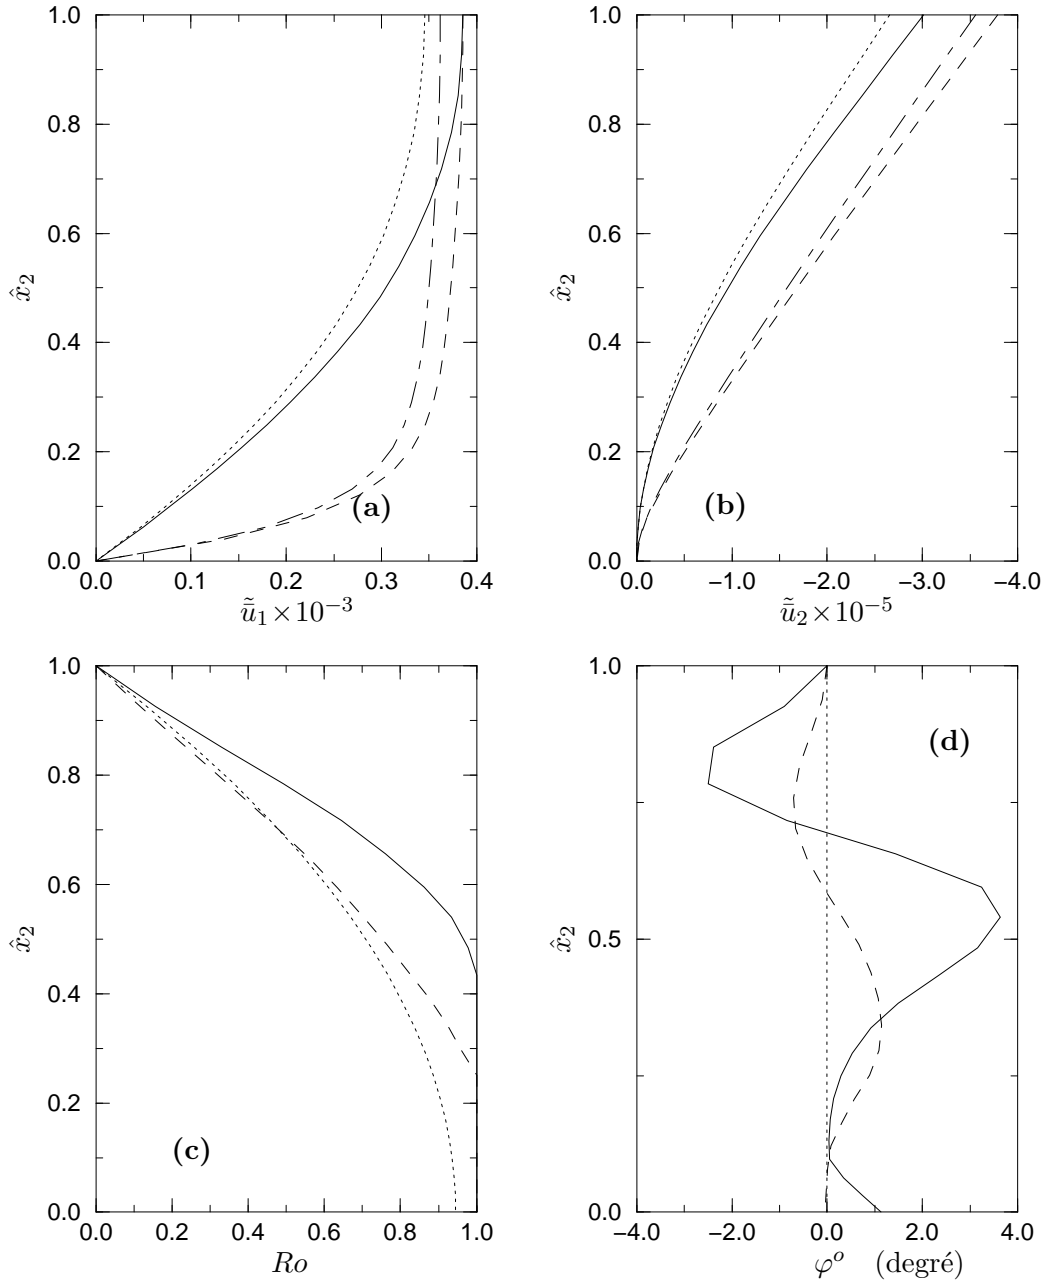 1.0
0.8
0.6
0.4
0.2
0.0
x̂₂
0.0 0.1 0.2 0.3 0.4
ũ̄₁×10⁻³
(a)
1.0
0.8
0.6
0.4
0.2
0.0
x̂₂
0.0 −1.0 −2.0 −3.0 −4.0
ũ̄₂×10⁻⁵
(b)
1.0
0.8
0.6
0.4
0.2
0.0
x̂₂
0.0 0.2 0.4 0.6 0.8 1.0
Ro
(c)
1.0
0.5
0.0
x̂₂
−4.0 −2.0 0.0 2.0 4.0
φᵒ (degré)
(d)